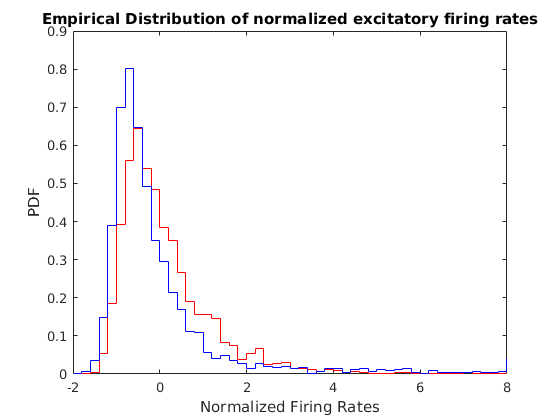 Empirical Distribution of normalized excitatory firing rates
0.9
0.8
0.7
0.6
0.5
0.4
0.3
0.2
0.1
0
PDF
-2 0 2 4 6 8
Normalized Firing Rates